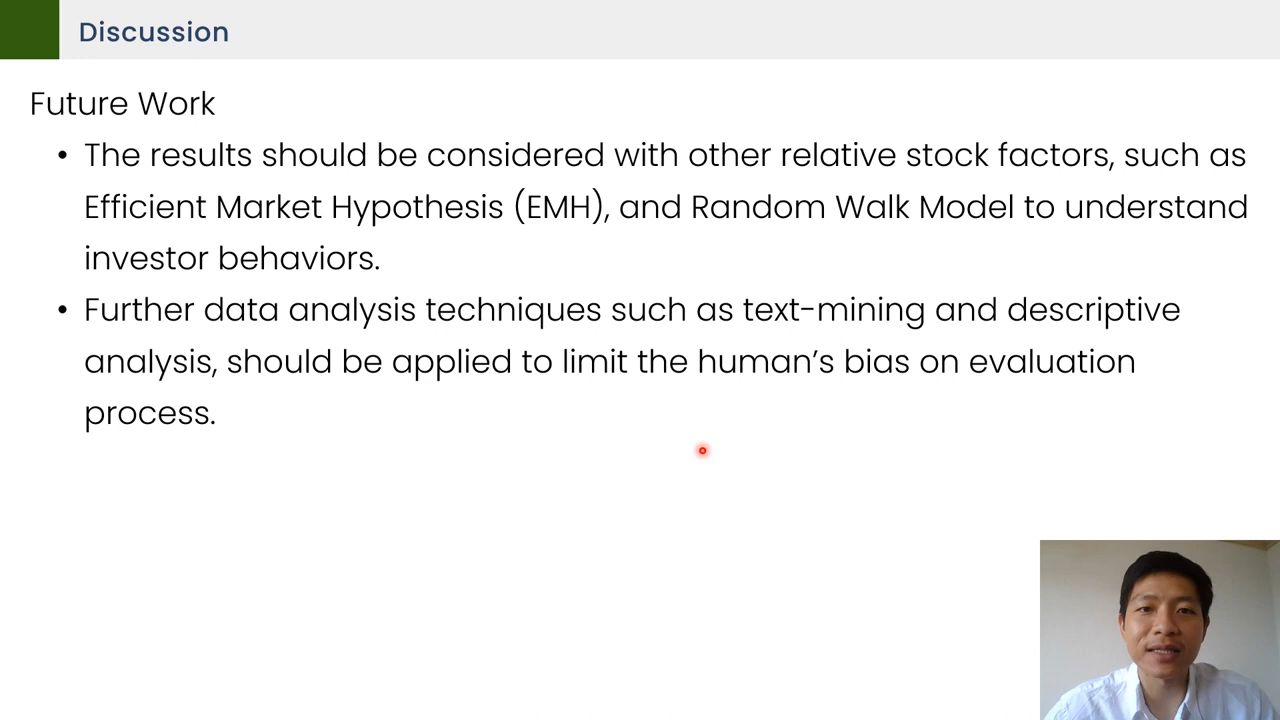 Discussion
Future Work
• The results should be considered with other relative stock factors, such as
Efficient Market Hypothesis (EMH), and Random Walk Model to understand
investor behaviors.
• Further data analysis techniques such as text-mining and descriptive
analysis, should be applied to limit the human’s bias on evaluation
process.